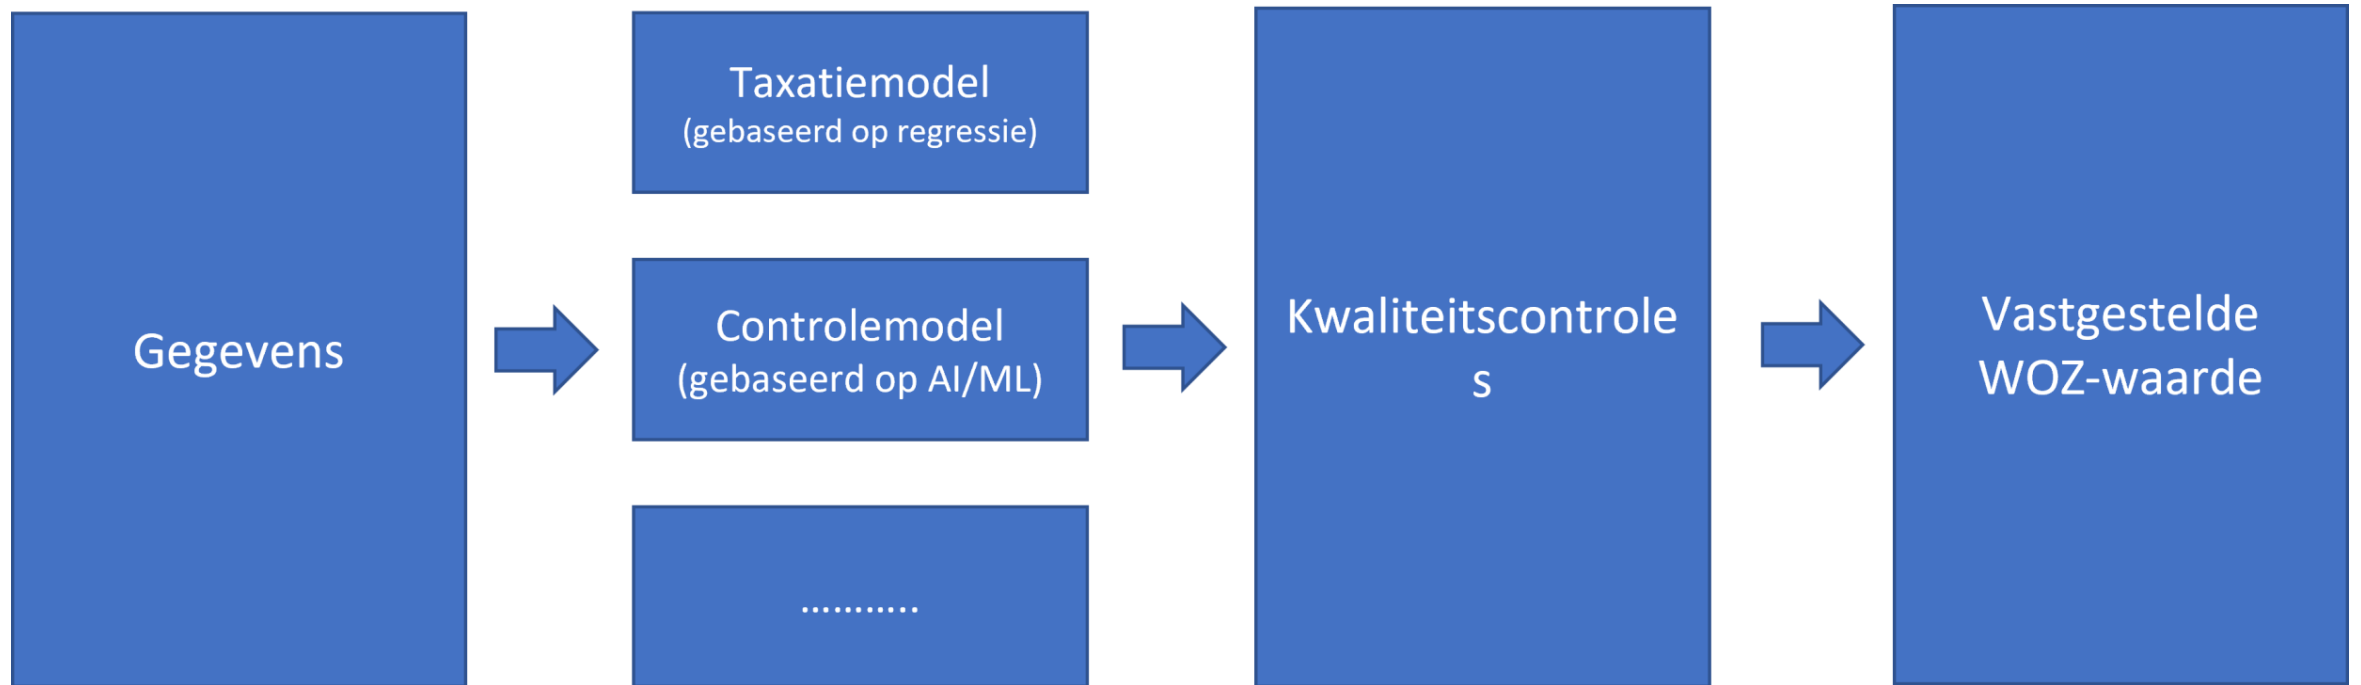 Gegevens
Taxatiemodel
(gebaseerd op regressie)
Controlemodel
(gebaseerd op AI/ML)
...........
Kwaliteitscontrole
s
Vastgestelde
WOZ-waarde